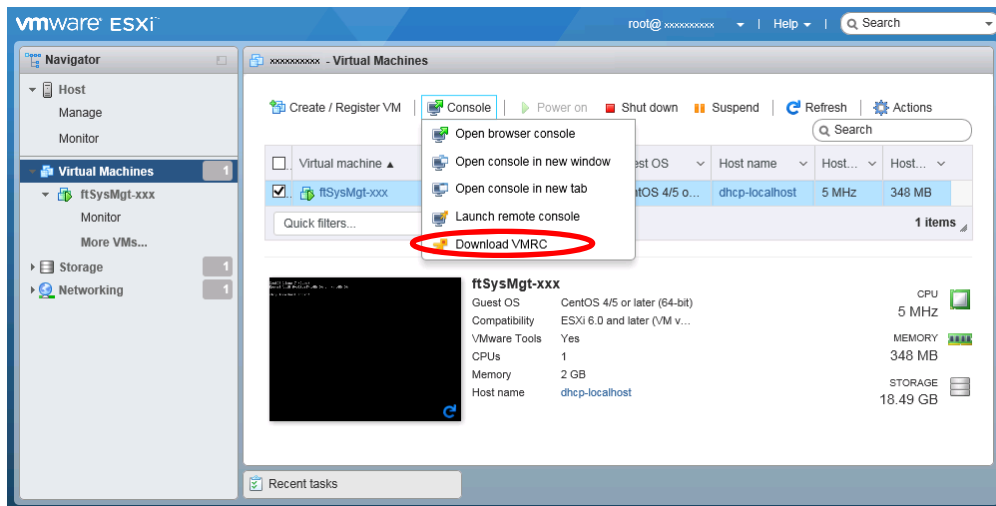 vmware ESXi™
root@ xxxxxxxxxx | Help | Search
Navigator
xxxxxxxxxx - Virtual Machines
Host
Manage
Monitor
Virtual Machines 1
ftSysMgt-xxx
Monitor
More VMs...
Storage 1
Networking 1
Create / Register VM | Console | Power on Shut down Suspend | Refresh | Actions
Search
Open browser console
Open console in new window
Open console in new tab
Launch remote console
Download VMRC
Virtual machine est OS Host name Host... Host...
ftSysMgt-xxx tOS 4/5 o... dhcp-localhost 5 MHz 348 MB
Quick filters... 1 items
ftSysMgt-xxx
Guest OS CentOS 4/5 or later (64-bit)
Compatibility ESXi 6.0 and later (VM v...
VMware Tools Yes
CPUs 1
Memory 2 GB
Host name dhcp-localhost
CPU
5 MHz
MEMORY
348 MB
STORAGE
18.49 GB
Recent tasks